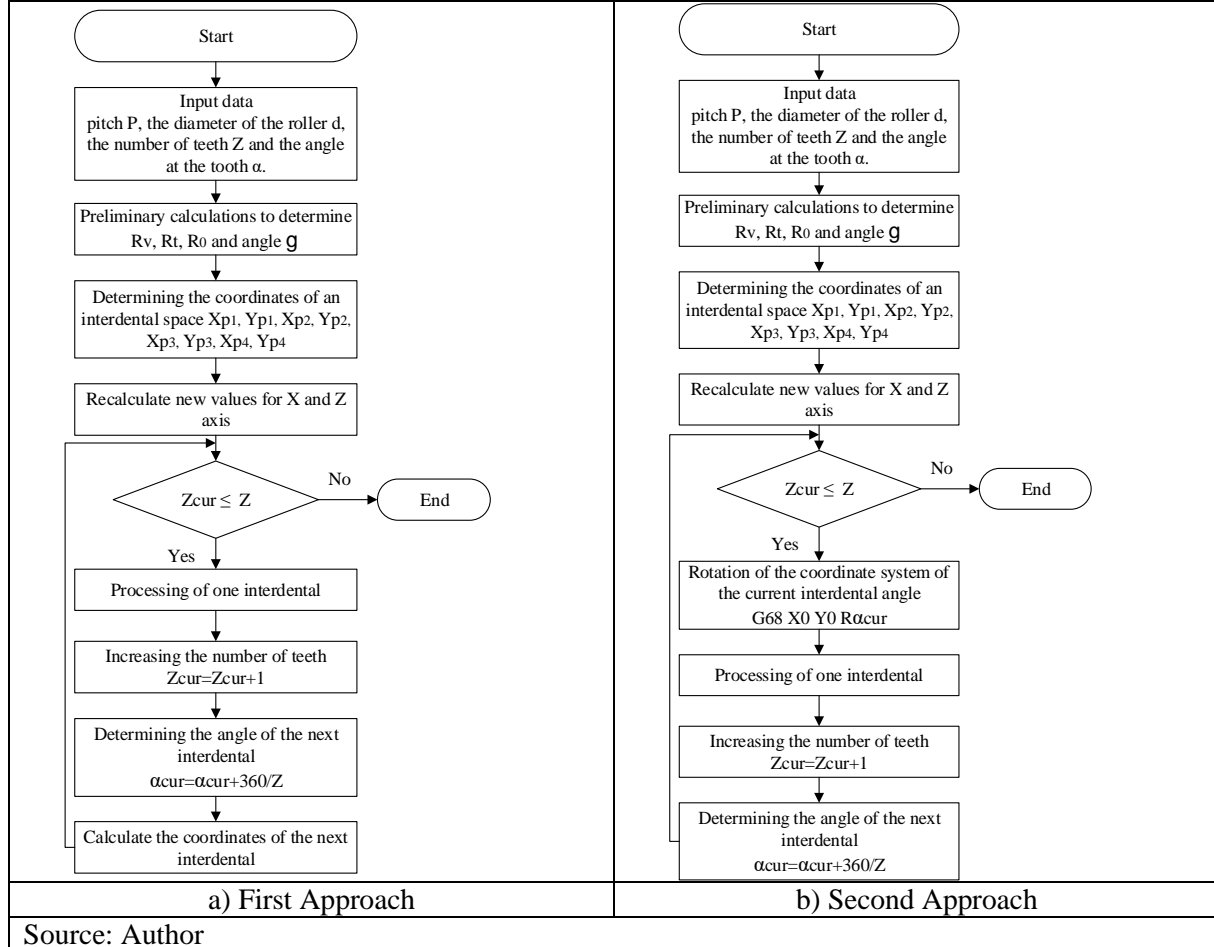 Start
Input data
pitch P, the diameter of the roller d,
the number of teeth Z and the angle
at the tooth α.
Preliminary calculations to determine
Rv, Rt, R0 and angle g
Determining the coordinates of an
interdental space Xp1, Yp1, Xp2, Yp2,
Xp3, Yp3, Xp4, Yp4
Recalculate new values for X and Z
axis
Zcur ≤ Z
No
End
Yes
Processing of one interdental
Increasing the number of teeth
Zcur=Zcur+1
Determining the angle of the next
interdental
αcur=αcur+360/Z
Calculate the coordinates of the next
interdental
a) First Approach
Start
Input data
pitch P, the diameter of the roller d,
the number of teeth Z and the angle
at the tooth α.
Preliminary calculations to determine
Rv, Rt, R0 and angle g
Determining the coordinates of an
interdental space Xp1, Yp1, Xp2, Yp2,
Xp3, Yp3, Xp4, Yp4
Recalculate new values for X and Z
axis
Zcur ≤ Z
No
End
Yes
Rotation of the coordinate system of
the current interdental angle
G68 X0 Y0 Rαcur
Processing of one interdental
Increasing the number of teeth
Zcur=Zcur+1
Determining the angle of the next
interdental
αcur=αcur+360/Z
b) Second Approach
Source: Author